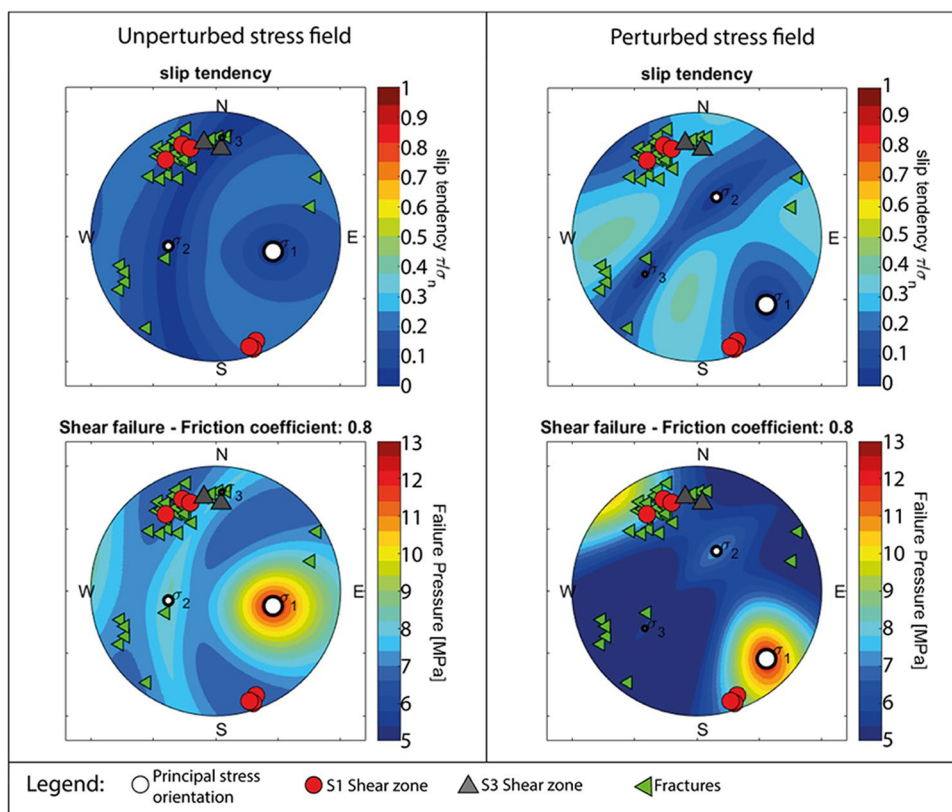 Unperturbed stress field
Perturbed stress field
slip tendency
N
W
E
S
σ3
σ2
σ1
1
0.9
0.8
0.7
0.6
0.5
0.4
0.3
0.2
0.1
0
slip tendency τ/σn
slip tendency
σ2
σ3
σ1
N
W
E
S
1
0.9
0.8
0.7
0.6
0.5
0.4
0.3
0.2
0.1
0
slip tendency τ/σn
Shear failure - Friction coefficient: 0.8
N
W
E
S
σ3
σ2
σ1
13
12
11
10
9
8
7
6
5
Failure Pressure [MPa]
Shear failure - Friction coefficient: 0.8
N
W
E
S
σ2
σ3
σ1
13
12
11
10
9
8
7
6
5
Failure Pressure [MPa]
Legend:
Principal stress
orientation
S1 Shear zone
S3 Shear zone
Fractures